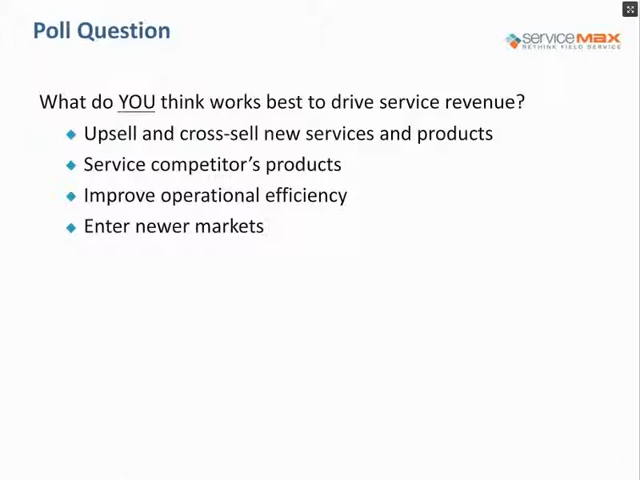 Poll Question
serviceMAX
RETHINK FIELD SERVICE
What do YOU think works best to drive service revenue?
Upsell and cross-sell new services and products
Service competitor's products
Improve operational efficiency
Enter newer markets